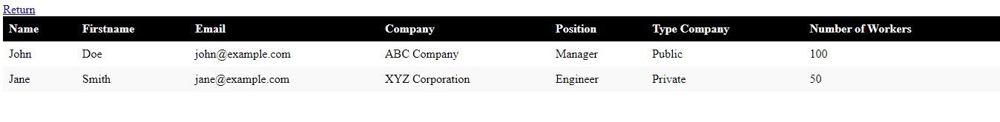 Return
Name Firstname Email Company Position Type Company Number of Workers
John Doe john@example.com ABC Company Manager Public 100
Jane Smith jane@example.com XYZ Corporation Engineer Private 50